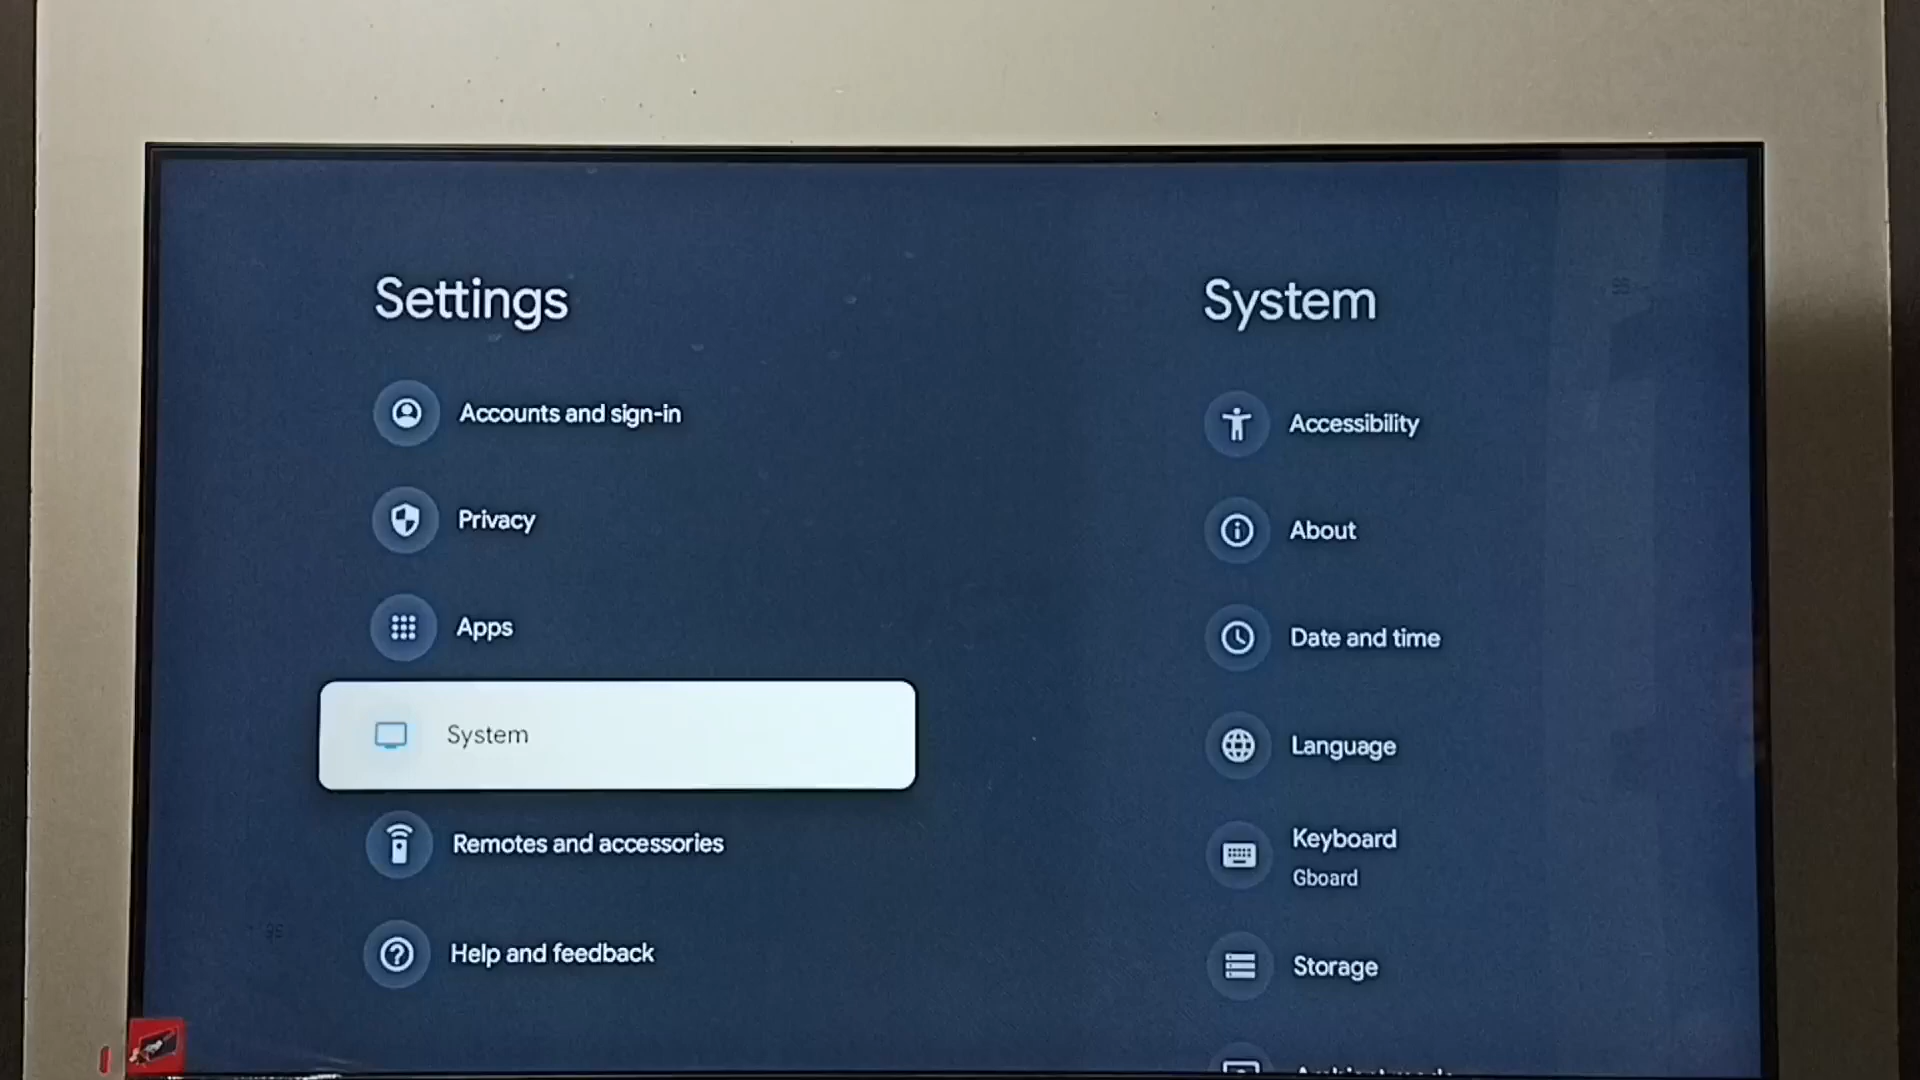 Settings
Accounts and sign-in
Privacy
Apps
System
Remotes and accessories
Help and feedback
System
Accessibility
About
Date and time
Language
Keyboard
Gboard
Storage